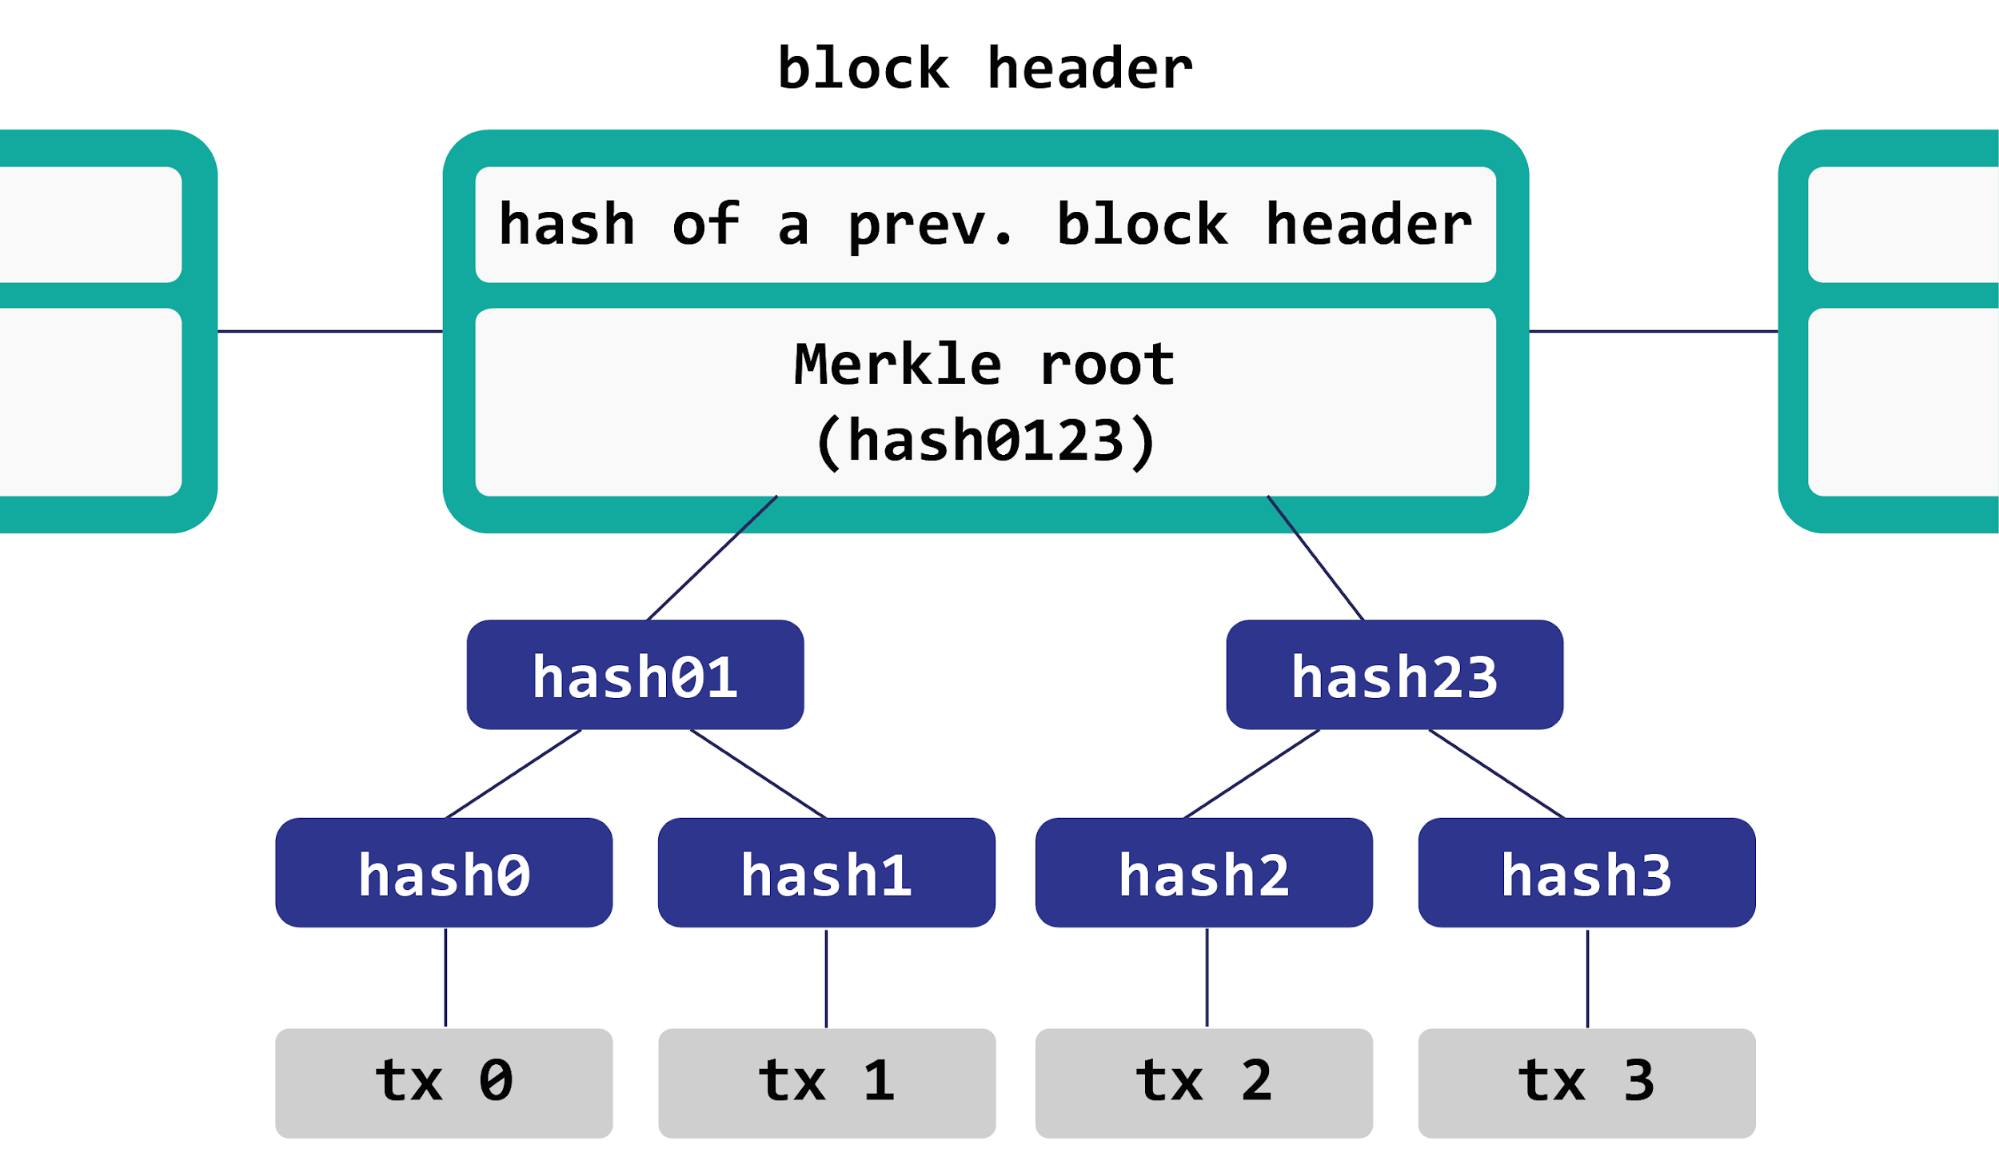 block header
hash of a prev. block header
Merkle root
(hash0123)
hash01
hash23
hash0
hash1
hash2
hash3
tx 0
tx 1
tx 2
tx 3